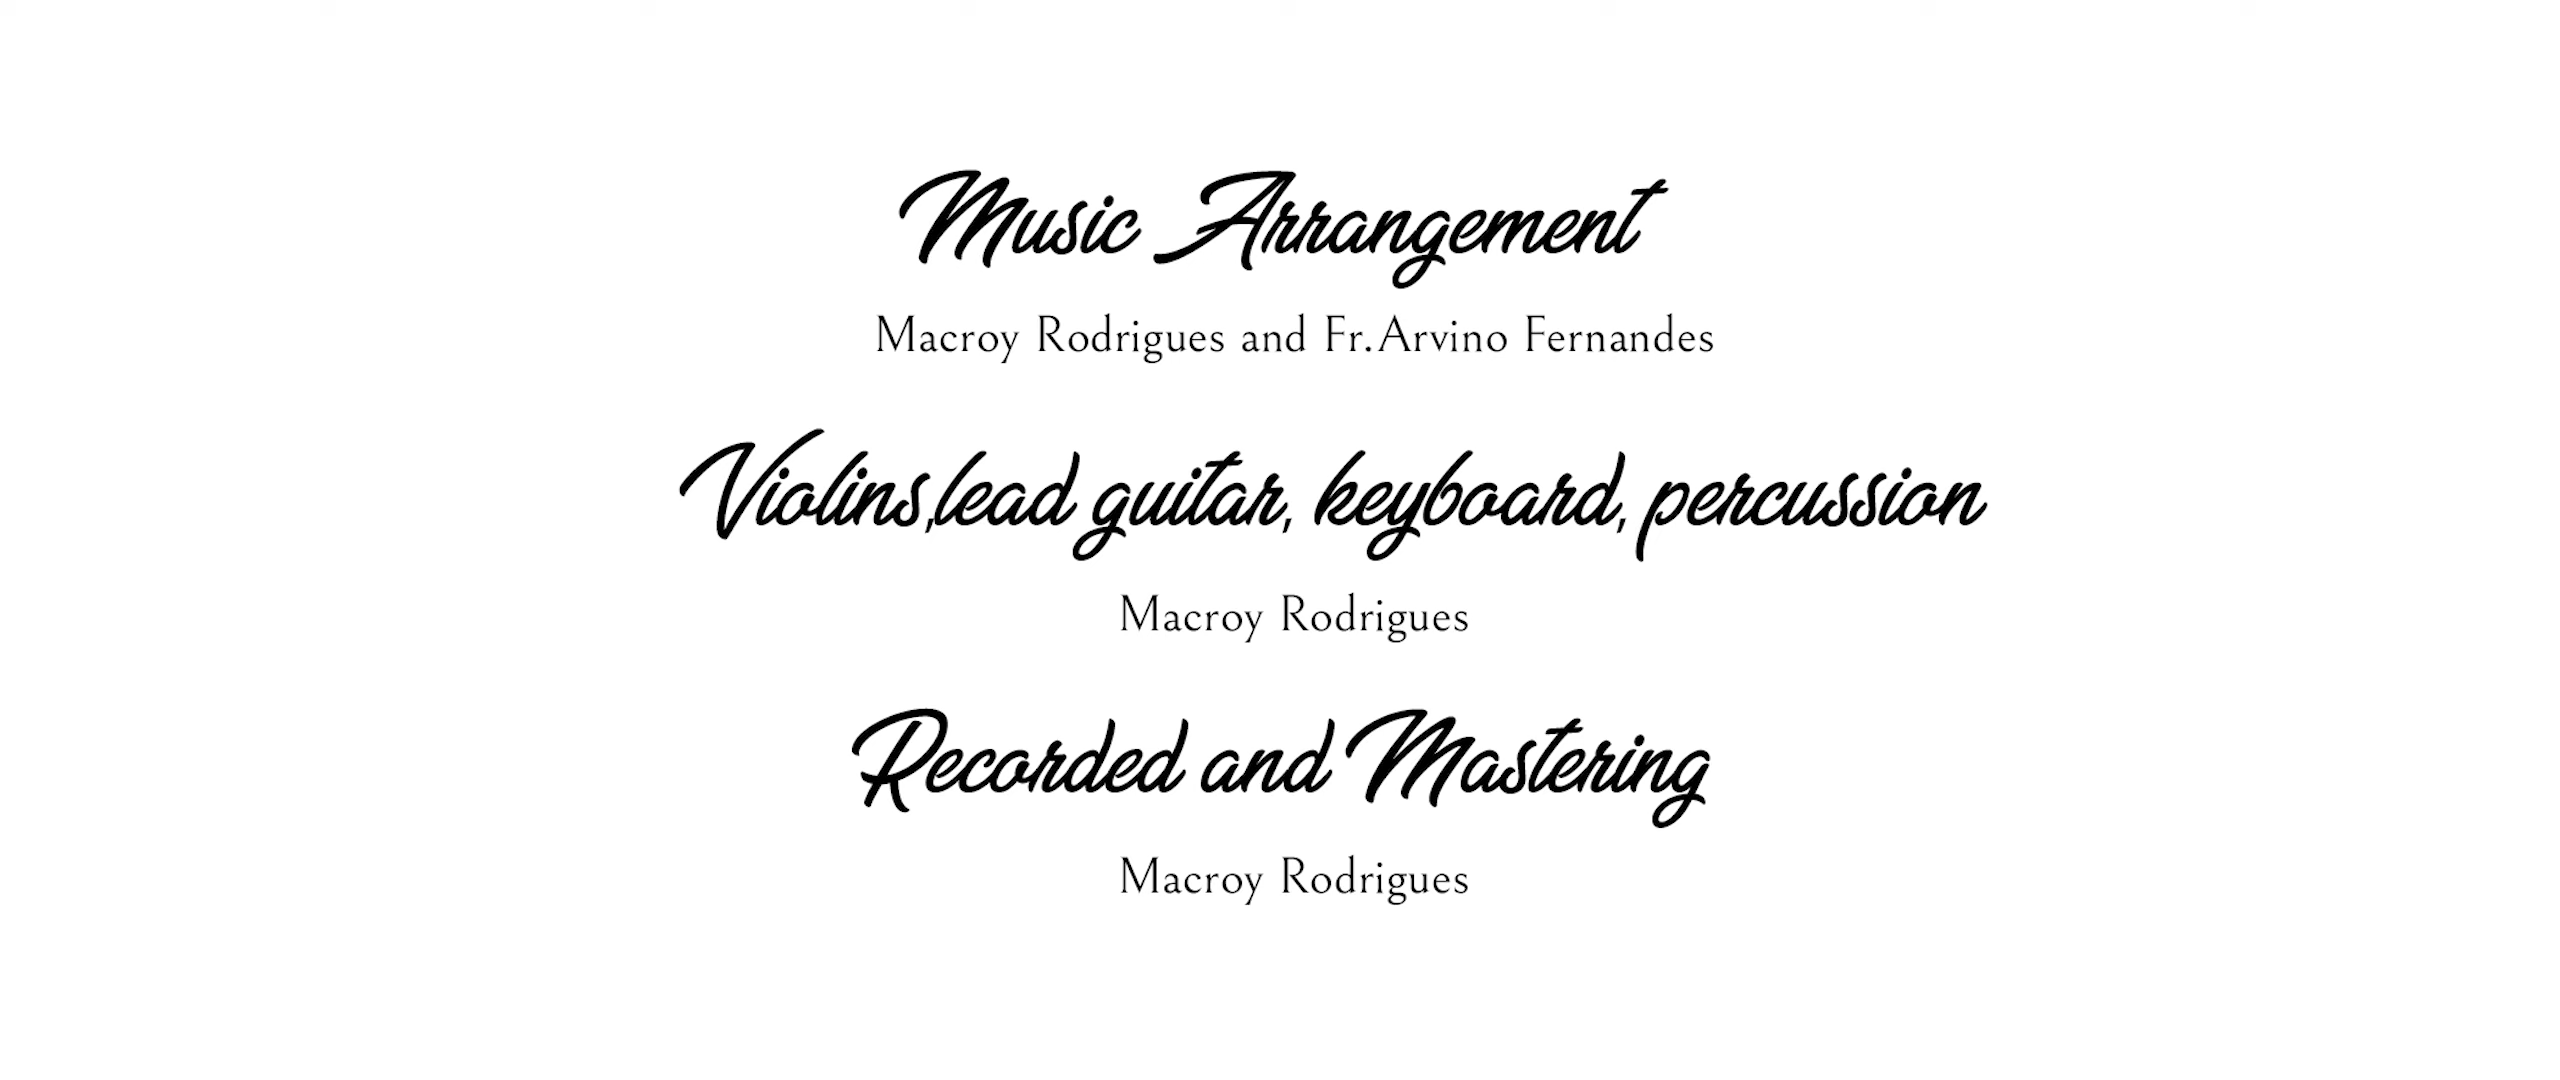 Music Arrangement
Macroy Rodrigues and Fr.Arvino Fernandes
Violins,lead guitar, keyboard, percussion
Macroy Rodrigues
Recorded and Mastering
Macroy Rodrigues